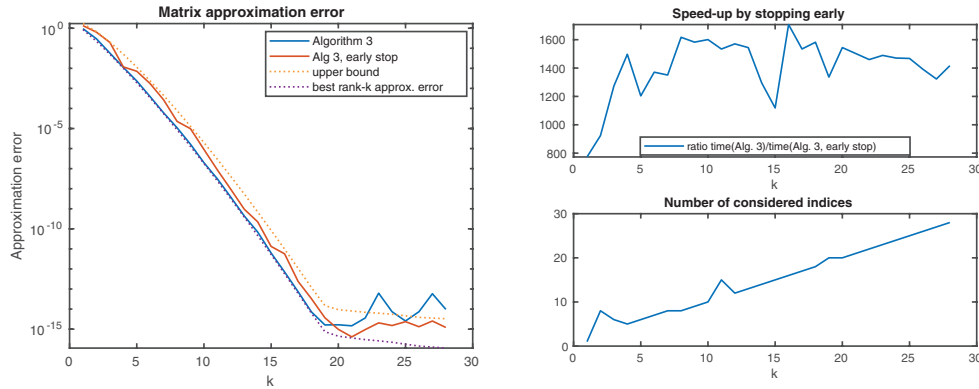 Matrix approximation error
10^0
10^-5
10^-10
10^-15
Approximation error
Algorithm 3
Alg 3, early stop
upper bound
best rank-k approx. error
0 5 10 15 20 25 30
k
Speed-up by stopping early
1600
1400
1200
1000
800
ratio time(Alg. 3)/time(Alg. 3, early stop)
0 5 10 15 20 25 30
k
Number of considered indices
30
20
10
0
0 5 10 15 20 25 30
k